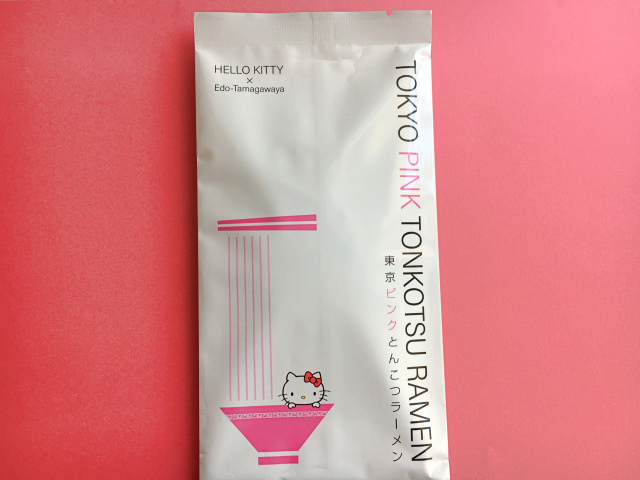 HELLO KITTY
×
Edo-Tamagawaya
TOKYO PINK TONKOTSU RAMEN
東京ピンクとんこつラーメン